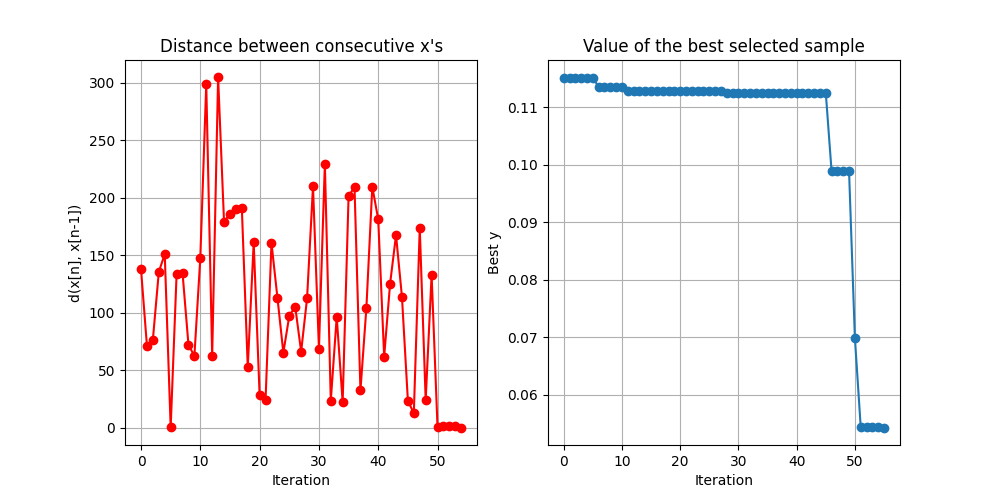 Distance between consecutive x's
300
250
200
150
100
50
0
d(x[n], x[n-1])
0 10 20 30 40 50
Iteration
Value of the best selected sample
0.11
0.10
0.09
0.08
0.07
0.06
Best y
0 10 20 30 40 50
Iteration